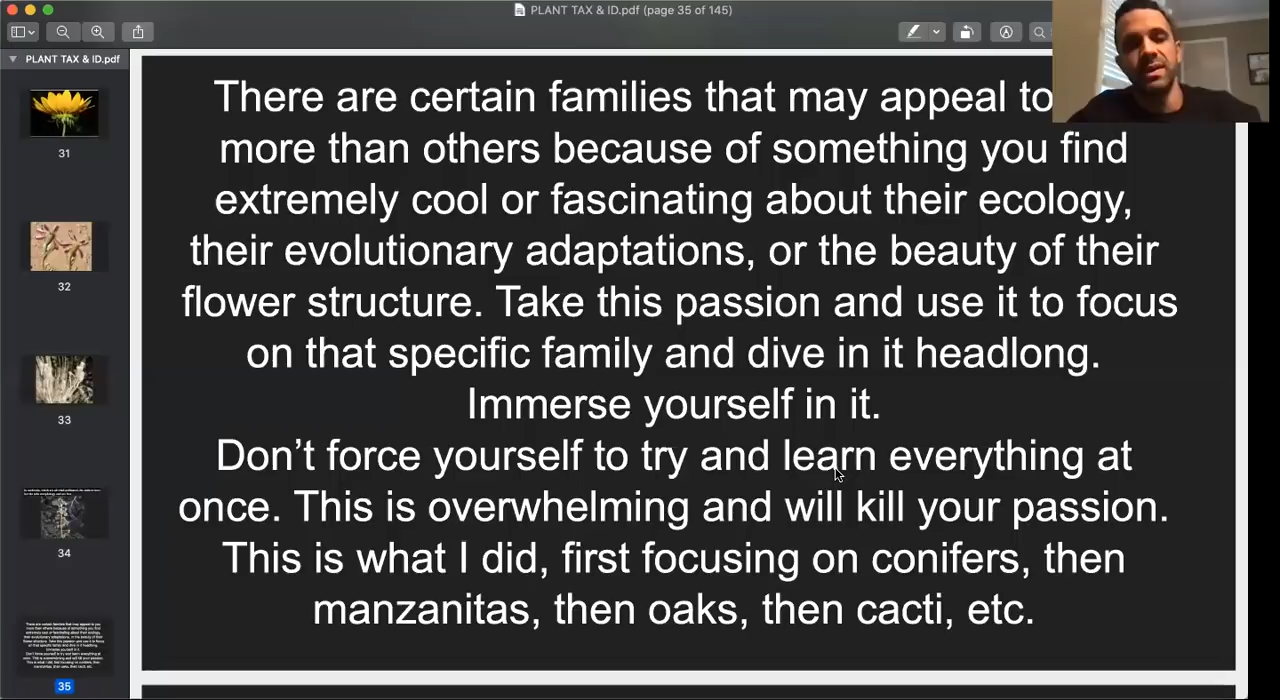 PLANT TAX & ID.pdf (page 35 of 145)
PLANT TAX & ID.pdf
31
32
33
34
35
There are certain families that may appeal to
more than others because of something you find
extremely cool or fascinating about their ecology,
their evolutionary adaptations, or the beauty of their
flower structure. Take this passion and use it to focus
on that specific family and dive in it headlong.
Immerse yourself in it.
Don’t force yourself to try and learn everything at
once. This is overwhelming and will kill your passion.
This is what I did, first focusing on conifers, then
manzanitas, then oaks, then cacti, etc.